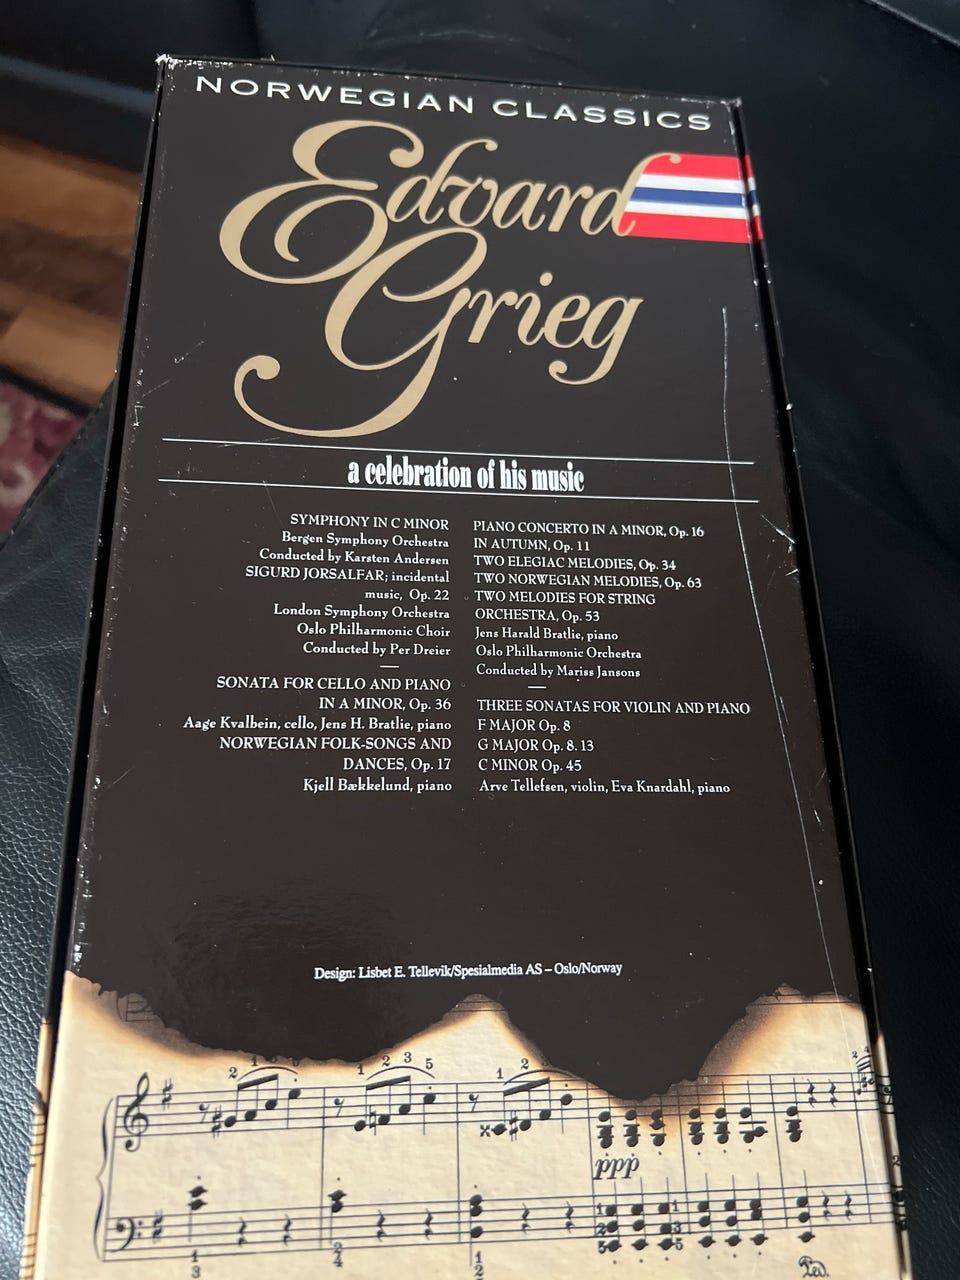 NORWEGIAN CLASSICS
Edvard
Grieg
a celebration of his music
SYMPHONY IN C MINOR
Bergen Symphony Orchestra
Conducted by Karsten Andersen
SIGURD JORSALFAR; incidental
music, Op. 22
London Symphony Orchestra
Oslo Philharmonic Choir
Conducted by Per Dreier
SONATA FOR CELLO AND PIANO
IN A MINOR, Op. 36
Aage Kvalbein, cello, Jens H. Bratlie, piano
NORWEGIAN FOLK-SONGS AND
DANCES, Op. 17
Kjell Bækkelund, piano
PIANO CONCERTO IN A MINOR, Op. 16
IN AUTUMN, Op. 11
TWO ELEGIAC MELODIES, Op. 34
TWO NORWEGIAN MELODIES, Op. 63
TWO MELODIES FOR STRING
ORCHESTRA, Op. 53
Jens Harald Bratlie, piano
Oslo Philharmonic Orchestra
Conducted by Mariss Jansons
THREE SONATAS FOR VIOLIN AND PIANO
F MAJOR Op. 8
G MAJOR Op. 8. 13
C MINOR Op. 45
Arve Tellefsen, violin, Eva Knardahl, piano
Design: Lisbet E. Tellevik/Spesialmedia AS – Oslo/Norway
ppp
Ped.